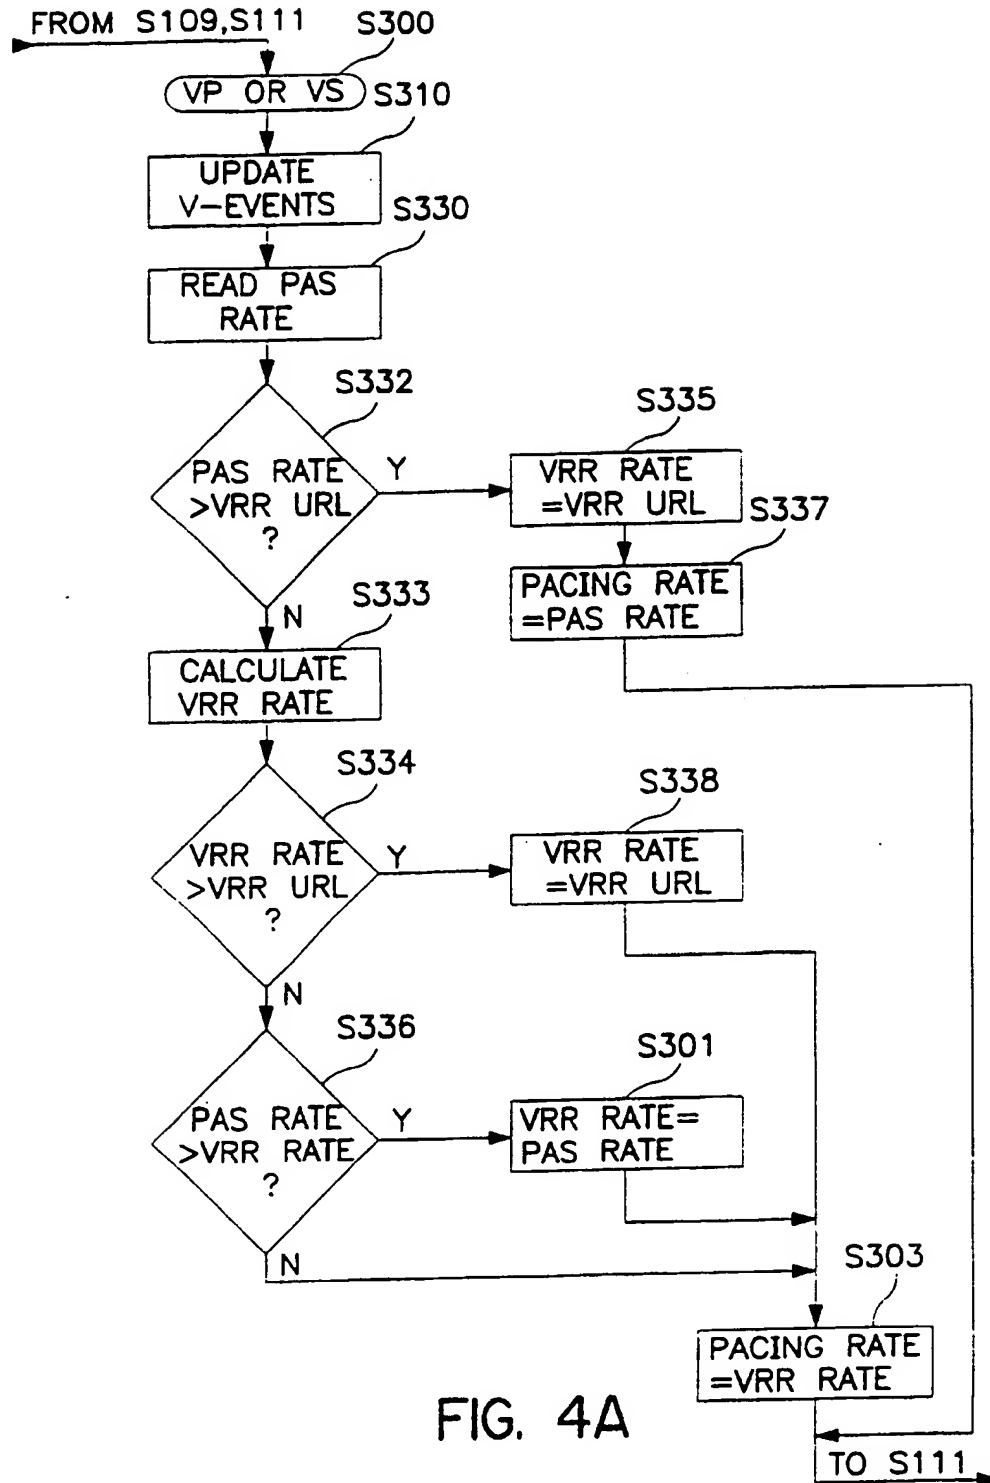 FROM S109,S111
S300
VP OR VS
S310
UPDATE
V-EVENTS
S330
READ PAS
RATE
S332
PAS RATE
>VRR URL
?
Y
N
S335
VRR RATE
=VRR URL
S337
PACING RATE
=PAS RATE
S333
CALCULATE
VRR RATE
S334
VRR RATE
>VRR URL
?
Y
N
S338
VRR RATE
=VRR URL
S336
PAS RATE
>VRR RATE
?
Y
N
S301
VRR RATE=
PAS RATE
S303
PACING RATE
=VRR RATE
TO S111
FIG. 4A